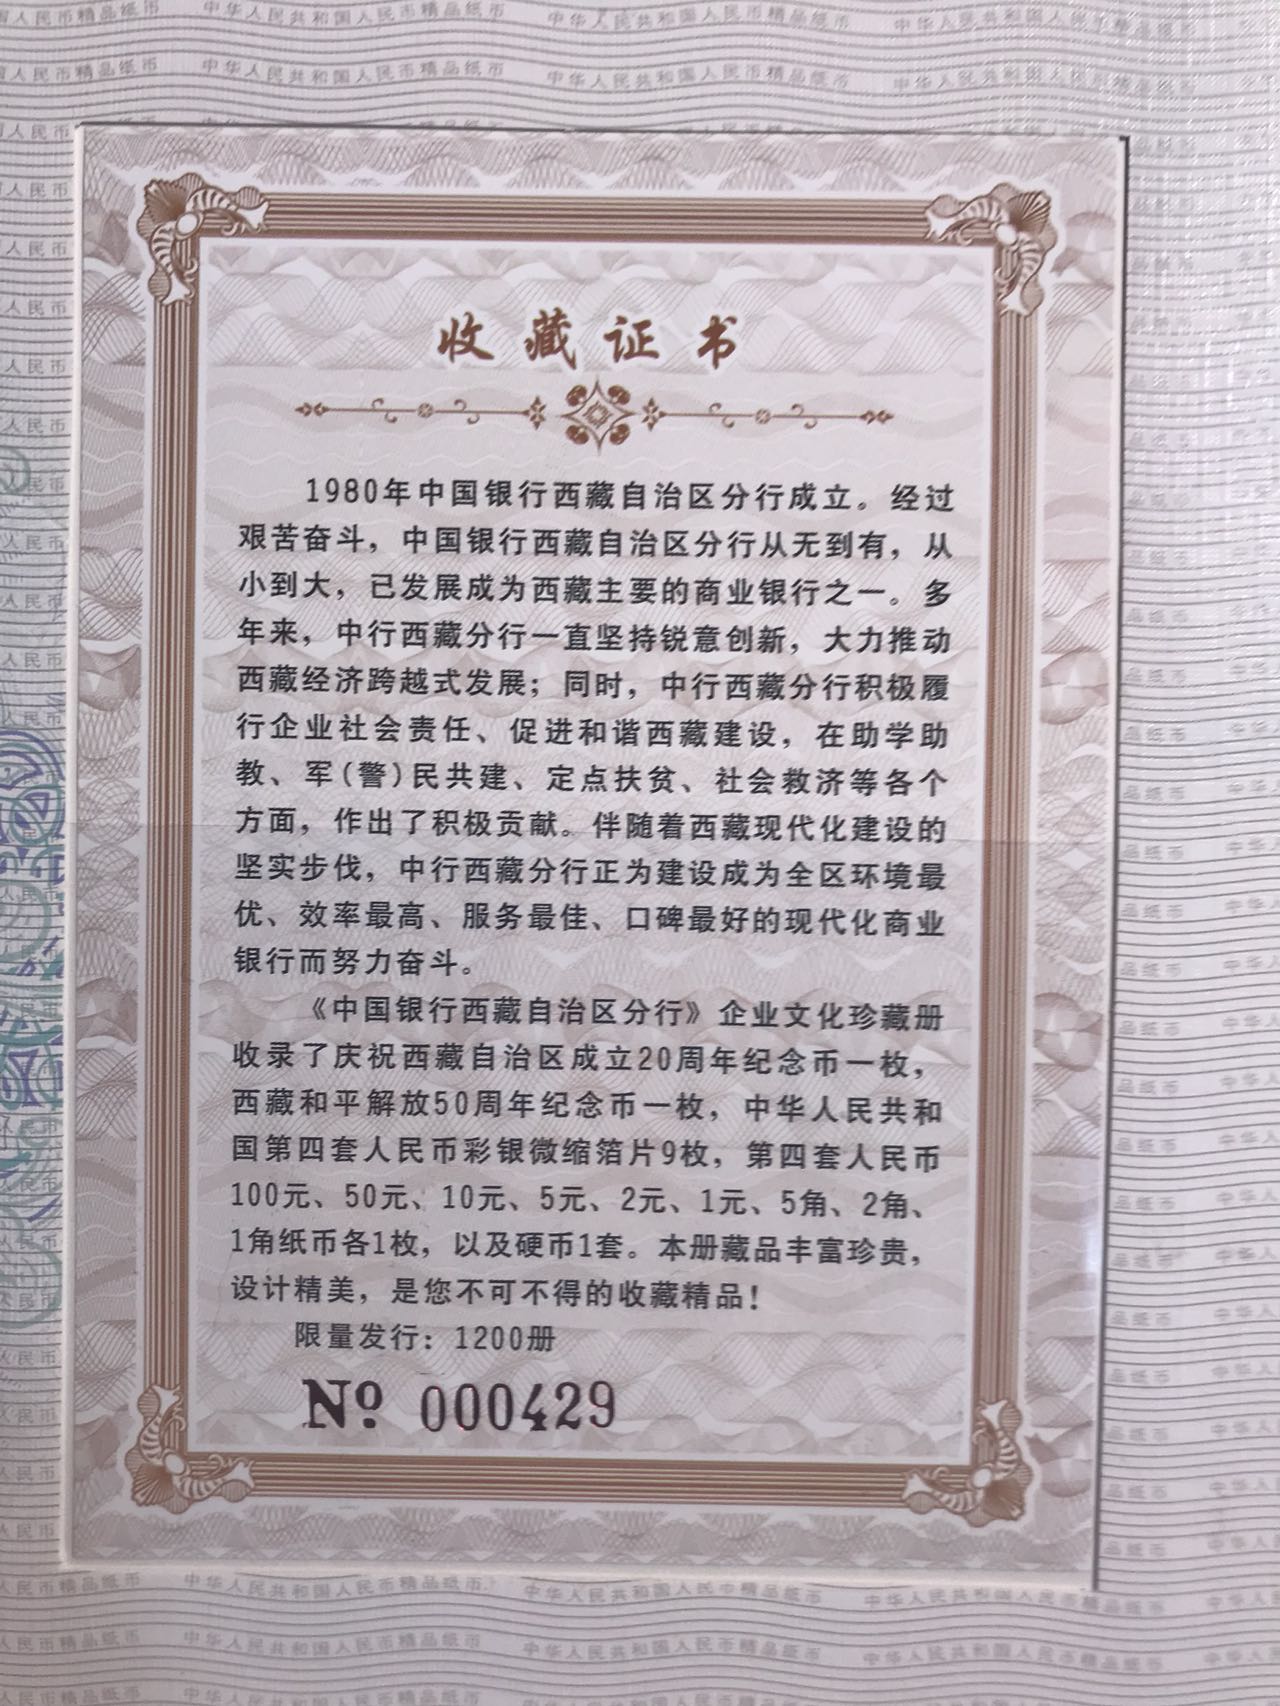 中华人民共和国人民币精品纸币
收藏证书
1980年中国银行西藏自治区分行成立。经过
艰苦奋斗，中国银行西藏自治区分行从无到有，从
小到大，已发展成为西藏主要的商业银行之一。多
年来，中行西藏分行一直坚持锐意创新，大力推动
西藏经济跨越式发展；同时，中行西藏分行积极履
行企业社会责任、促进和谐西藏建设，在助学助
教、军(警)民共建、定点扶贫、社会救济等各个
方面，作出了积极贡献。伴随着西藏现代化建设的
坚实步伐，中行西藏分行正为建设成为全区环境最
优、效率最高、服务最佳、口碑最好的现代化商业
银行而努力奋斗。
《中国银行西藏自治区分行》企业文化珍藏册
收录了庆祝西藏自治区成立20周年纪念币一枚，
西藏和平解放50周年纪念币一枚，中华人民共和
国第四套人民币彩银微缩箔片9枚，第四套人民币
100元、50元、10元、5元、2元、1元、5角、2角、
1角纸币各1枚，以及硬币1套。本册藏品丰富珍贵，
设计精美，是您不可不得的收藏精品！
限量发行：1200册
№ 000429